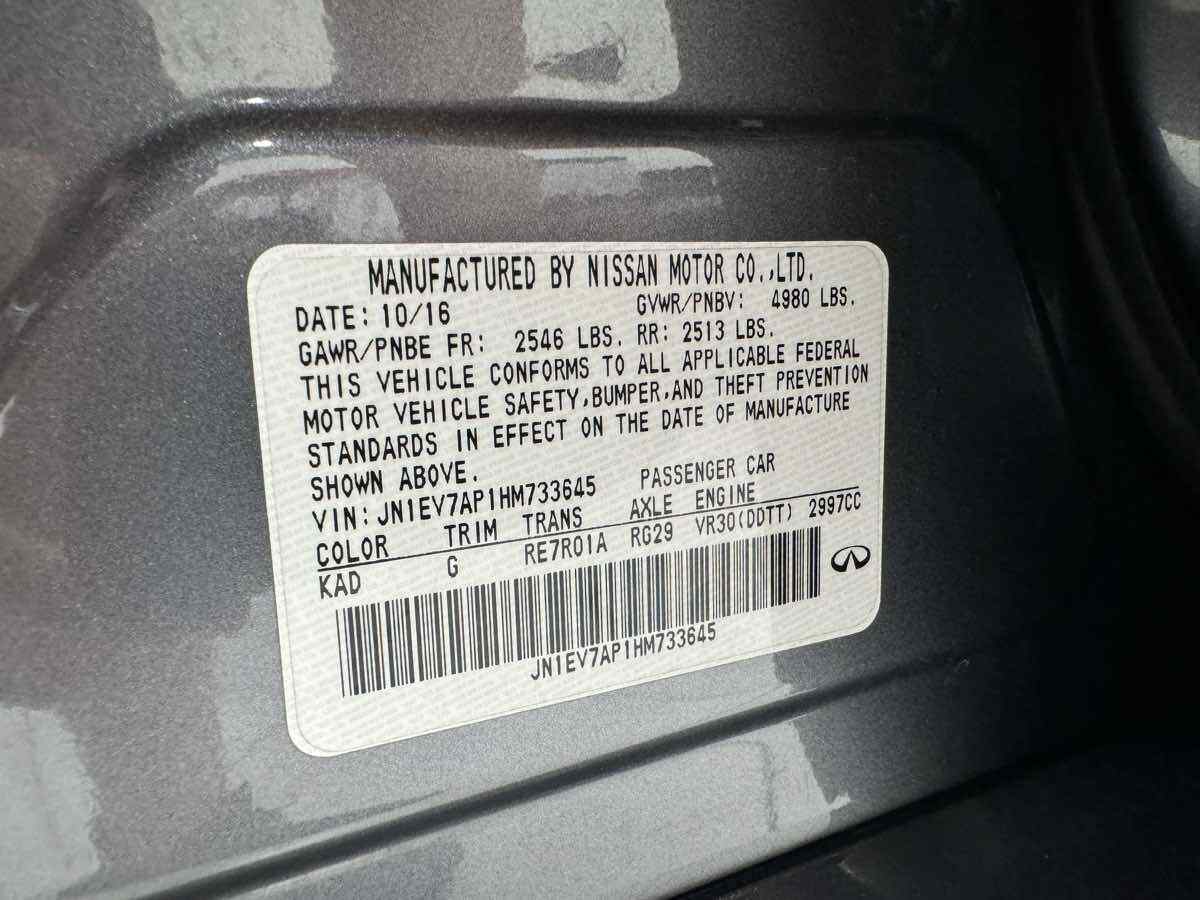 MANUFACTURED BY NISSAN MOTOR CO.,LTD.
DATE: 10/16 GVWR/PNBV: 4980 LBS.
GAWR/PNBE FR: 2546 LBS. RR: 2513 LBS.
THIS VEHICLE CONFORMS TO ALL APPLICABLE FEDERAL
MOTOR VEHICLE SAFETY,BUMPER,AND THEFT PREVENTION
STANDARDS IN EFFECT ON THE DATE OF MANUFACTURE
SHOWN ABOVE.
VIN:JN1EV7AP1HM733645 PASSENGER CAR
COLOR TRIM TRANS AXLE ENGINE
KAD G RE7R01A RG29 VR30(DDTT) 2997CC
JN1EV7AP1HM733645